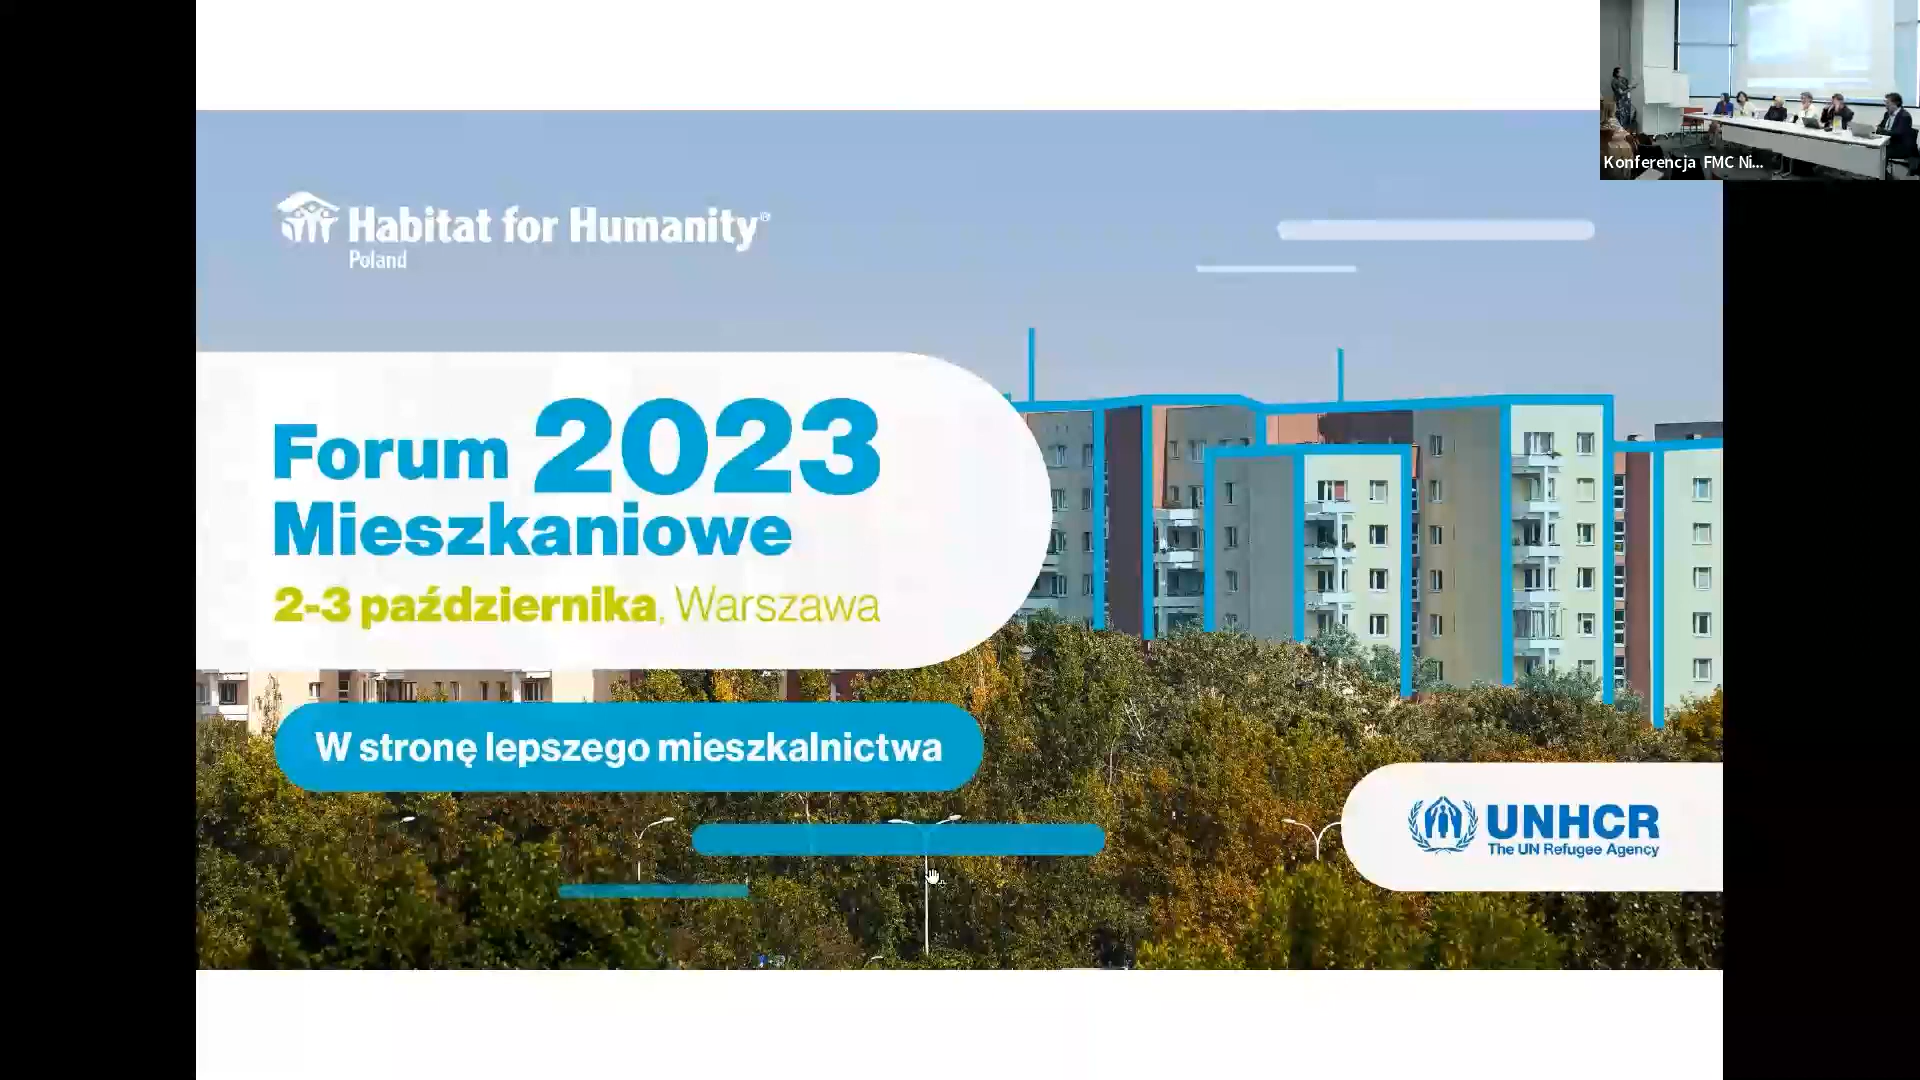 Konferencja FMC Ni...
Habitat for Humanity®
Poland
Forum 2023
Mieszkaniowe
2-3 października, Warszawa
W stronę lepszego mieszkalnictwa
UNHCR
The UN Refugee Agency